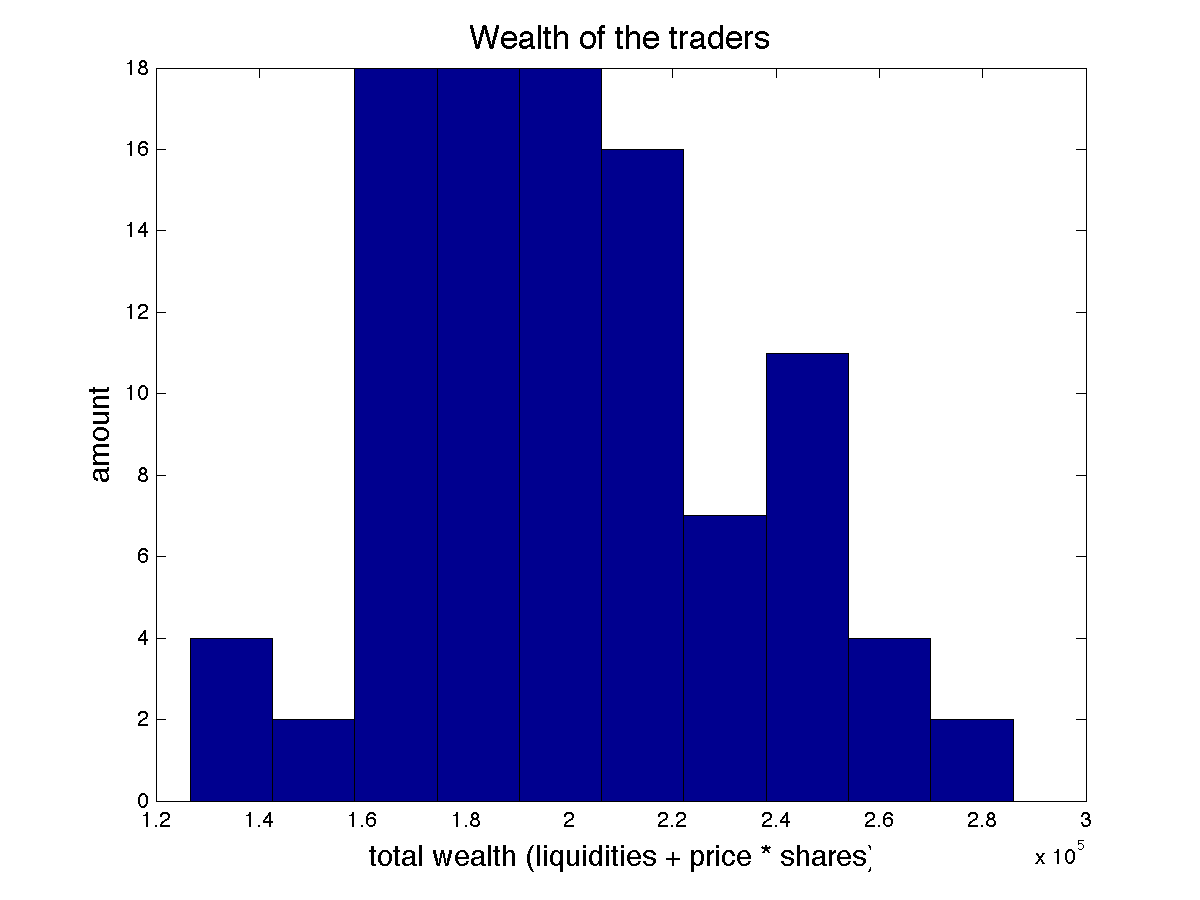 Wealth of the traders
18
16
14
12
10
8
6
4
2
0
amount
1.2 1.4 1.6 1.8 2 2.2 2.4 2.6 2.8 3
total wealth (liquidities + price * shares)
x 10^5